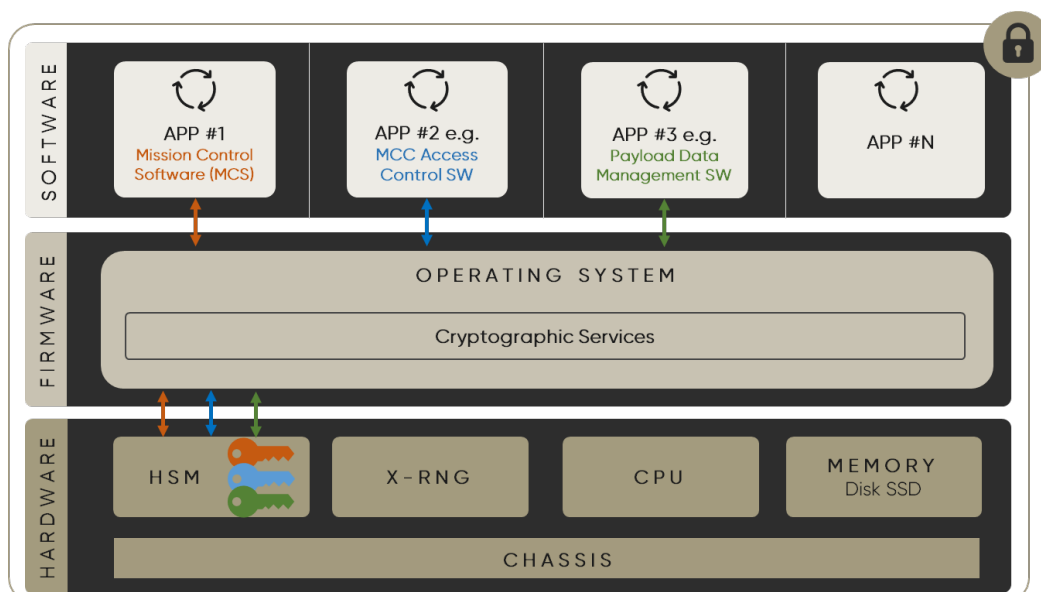 SOFTWARE
APP #1
Mission Control
Software (MCS)
APP #2 e.g.
MCC Access
Control SW
APP #3 e.g.
Payload Data
Management SW
APP #N
FIRMWARE
OPERATING SYSTEM
Cryptographic Services
HARDWARE
HSM
X-RNG
CPU
MEMORY
Disk SSD
CHASSIS